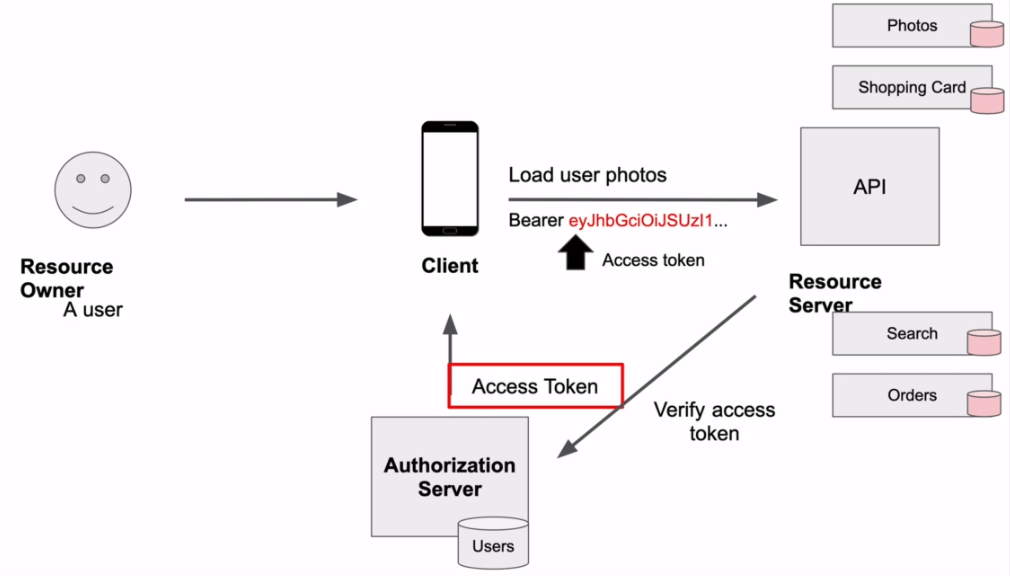 Photos
Shopping Card
API
Load user photos
Bearer eyJhbGciOiJSUzI1...
Access token
Client
Resource
Owner
A user
Resource
Server
Search
Orders
Access Token
Verify access
token
Authorization
Server
Users